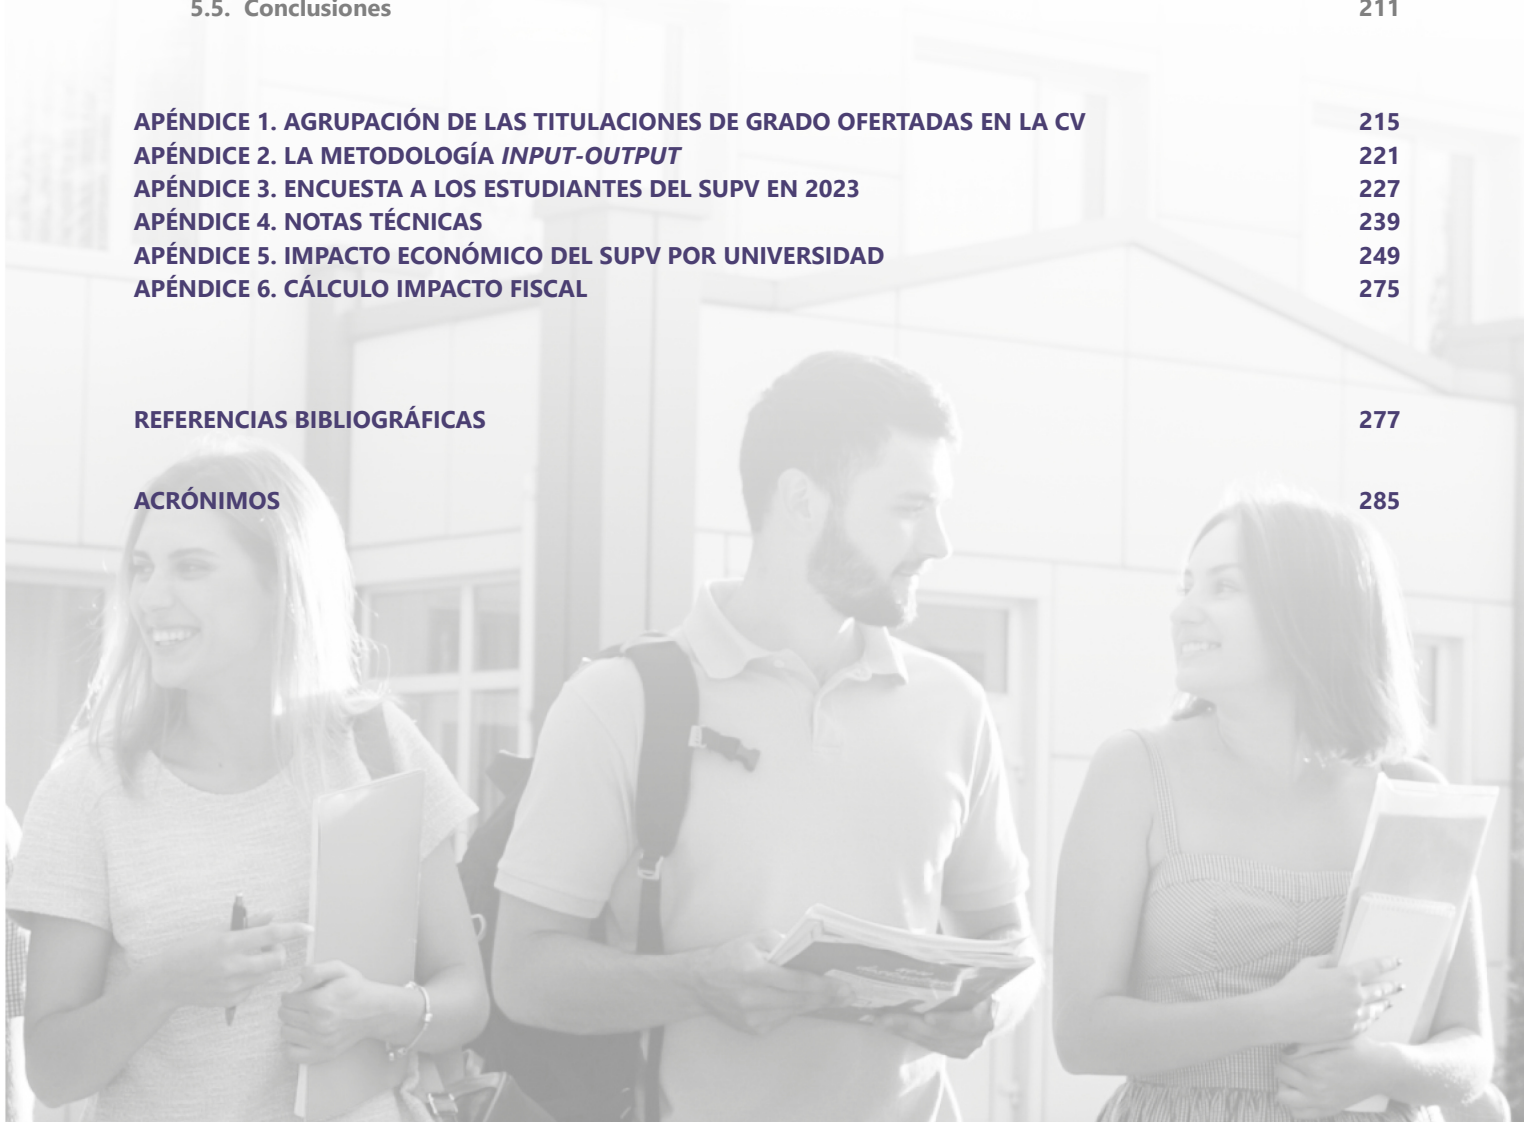 5.5. Conclusiones 211
APÉNDICE 1. AGRUPACIÓN DE LAS TITULACIONES DE GRADO OFERTADAS EN LA CV 215
APÉNDICE 2. LA METODOLOGÍA INPUT-OUTPUT 221
APÉNDICE 3. ENCUESTA A LOS ESTUDIANTES DEL SUPV EN 2023 227
APÉNDICE 4. NOTAS TÉCNICAS 239
APÉNDICE 5. IMPACTO ECONÓMICO DEL SUPV POR UNIVERSIDAD 249
APÉNDICE 6. CÁLCULO IMPACTO FISCAL 275
REFERENCIAS BIBLIOGRÁFICAS 277
ACRÓNIMOS 285